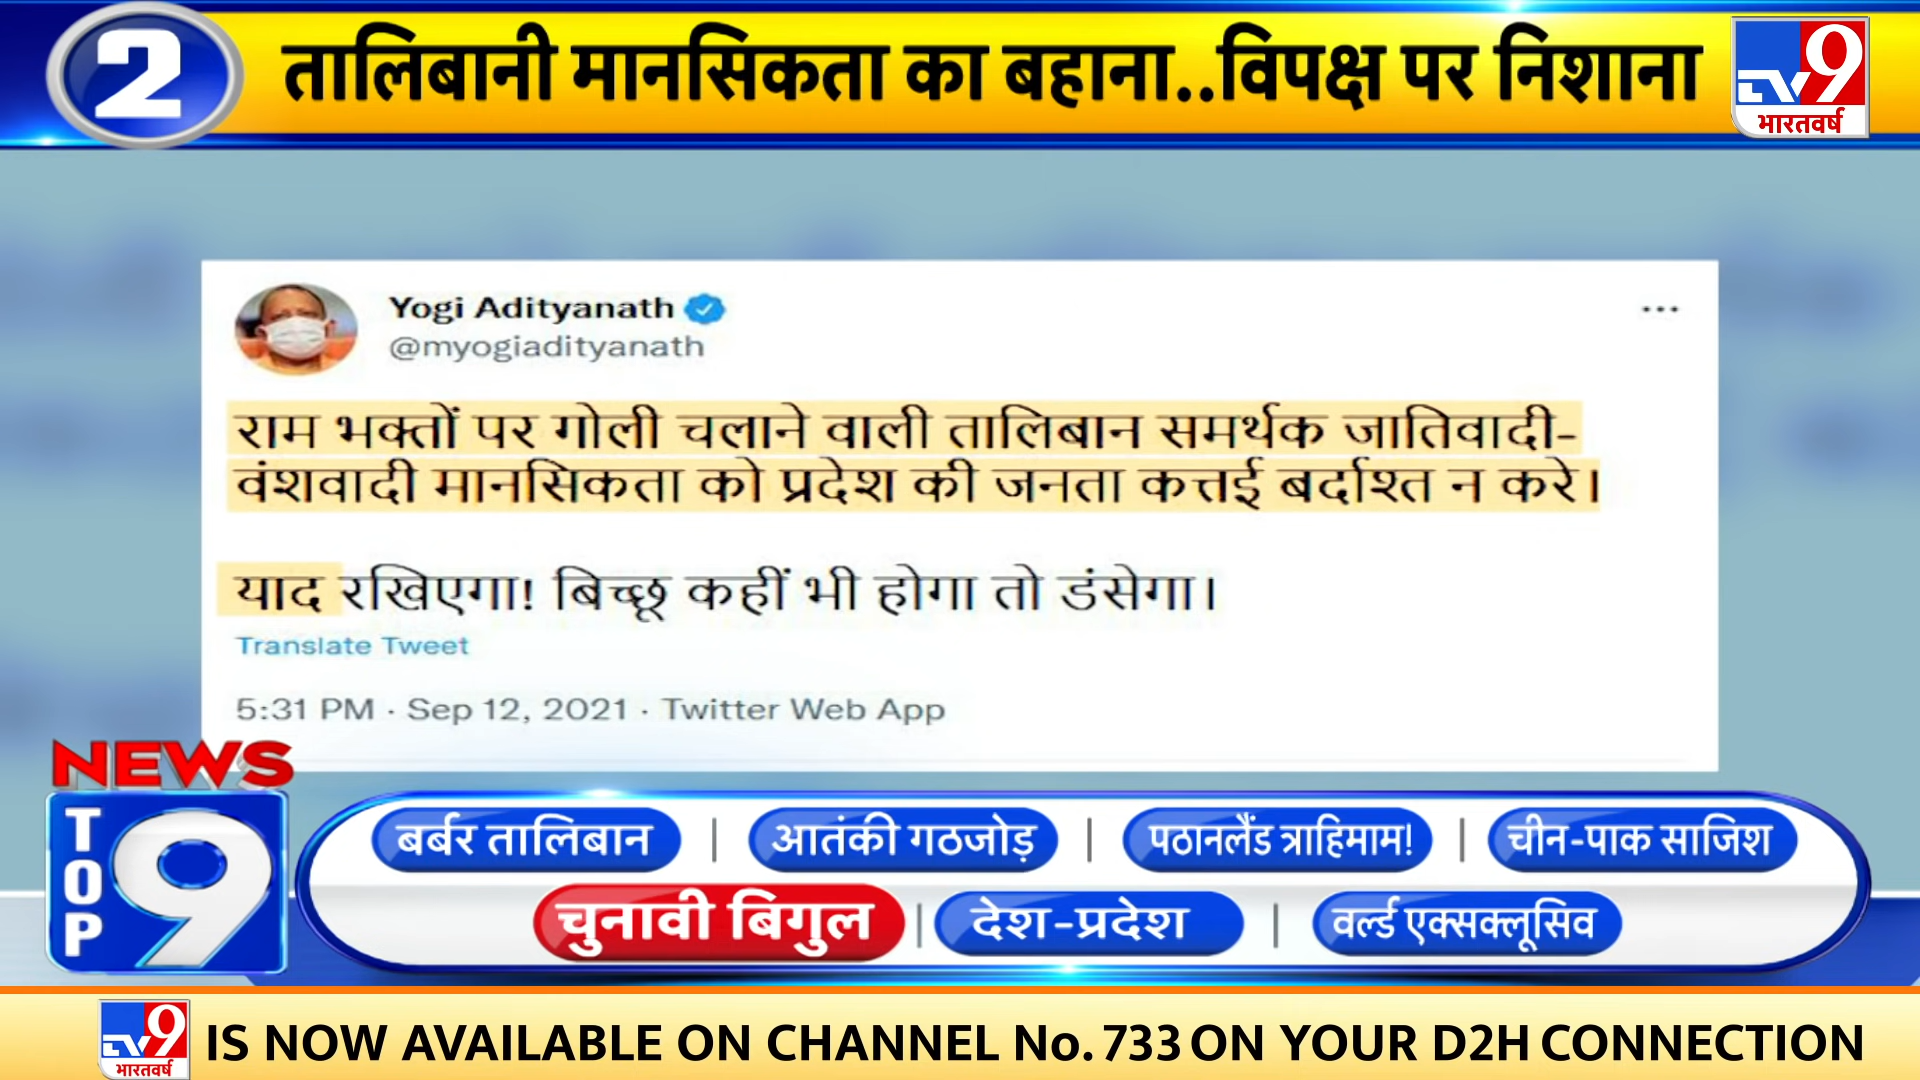 2
तालिबानी मानसिकता का बहाना..विपक्ष पर निशाना
TV9
भारतवर्ष
Yogi Adityanath
@myogiadityanath
राम भक्तों पर गोली चलाने वाली तालिबान समर्थक जातिवादी-
वंशवादी मानसिकता को प्रदेश की जनता कत्तई बर्दाश्त न करे।
याद रखिएगा! बिच्छू कहीं भी होगा तो डंसेगा।
Translate Tweet
5:31 PM · Sep 12, 2021 · Twitter Web App
NEWS
TOP 9
बर्बर तालिबान | आतंकी गठजोड़ | पठानलैंड त्राहिमाम! | चीन-पाक साजिश
चुनावी बिगुल | देश-प्रदेश | वर्ल्ड एक्सक्लूसिव
TV9 भारतवर्ष IS NOW AVAILABLE ON CHANNEL No. 733 ON YOUR D2H CONNECTION